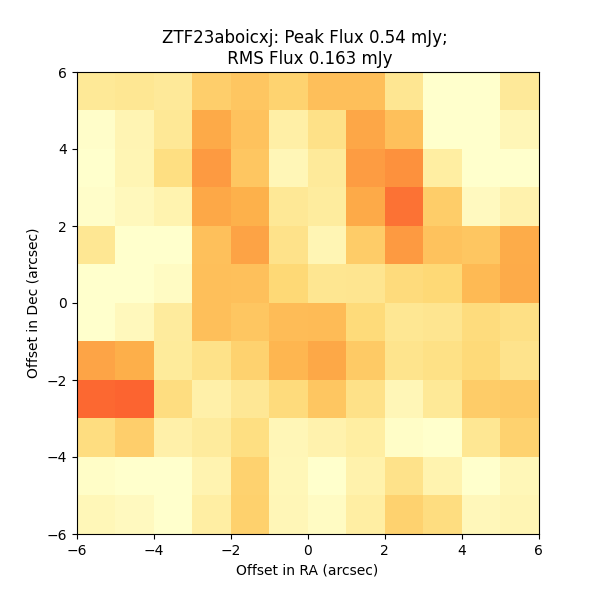 ZTF23aboicxj: Peak Flux 0.54 mJy;
RMS Flux 0.163 mJy
6
4
2
0
−2
−4
−6
Offset in Dec (arcsec)
−6 −4 −2 0 2 4 6
Offset in RA (arcsec)